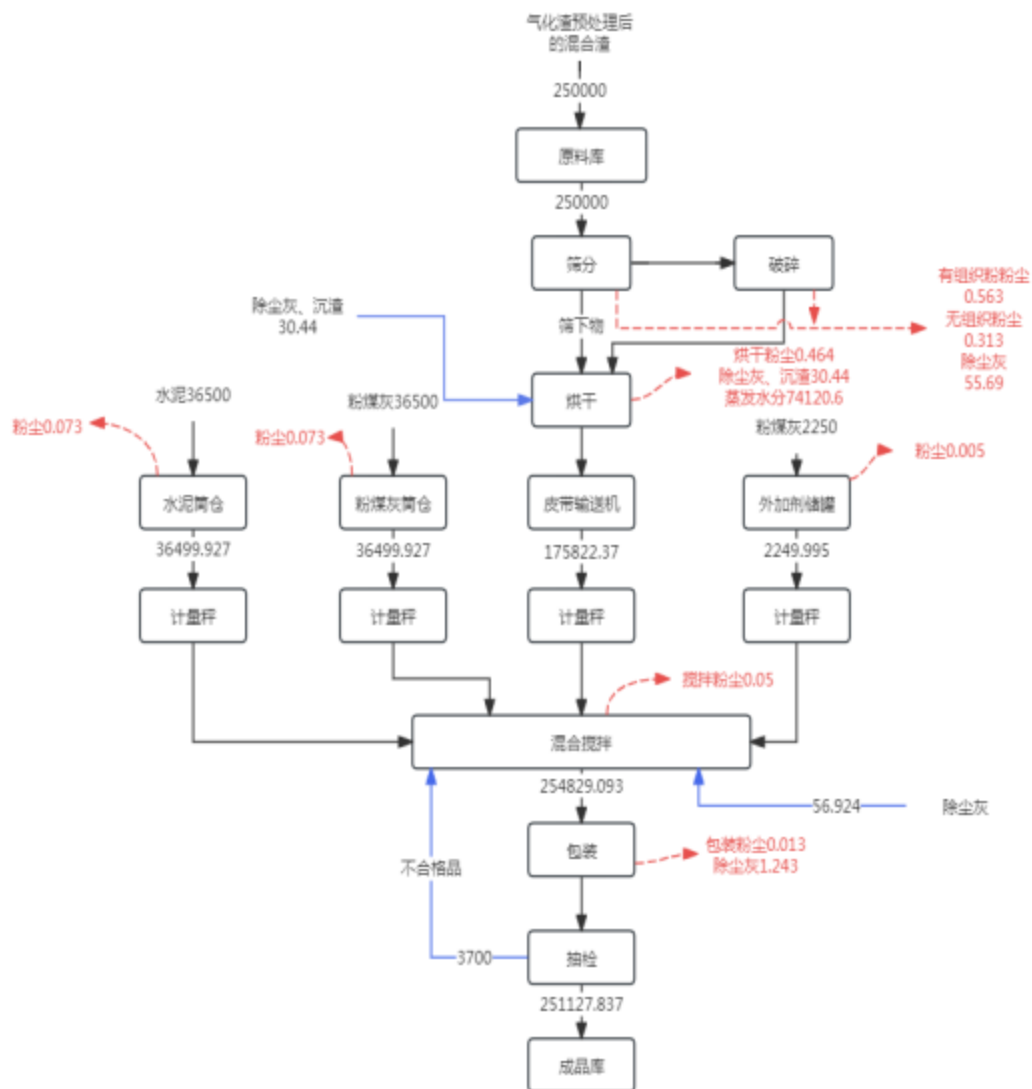 气化渣预处理后
的混合渣
250000
原料库
250000
筛分
破碎
有组织粉粉尘
0.563
无组织粉尘
0.313
除尘灰
55.69
除尘灰、沉渣
30.44
筛下物
烘干粉尘0.464
除尘灰、沉渣30.44
蒸发水分74120.6
烘干
水泥36500
粉尘0.073
粉煤灰36500
粉尘0.073
粉煤灰2250
粉尘0.005
水泥筒仓
粉煤灰筒仓
皮带输送机
外加剂储罐
36499.927
36499.927
175822.37
2249.995
计量秤
计量秤
计量秤
计量秤
搅拌粉尘0.05
混合搅拌
254829.093
56.924
除尘灰
包装
包装粉尘0.013
除尘灰1.243
不合格品
抽检
3700
251127.837
成品库